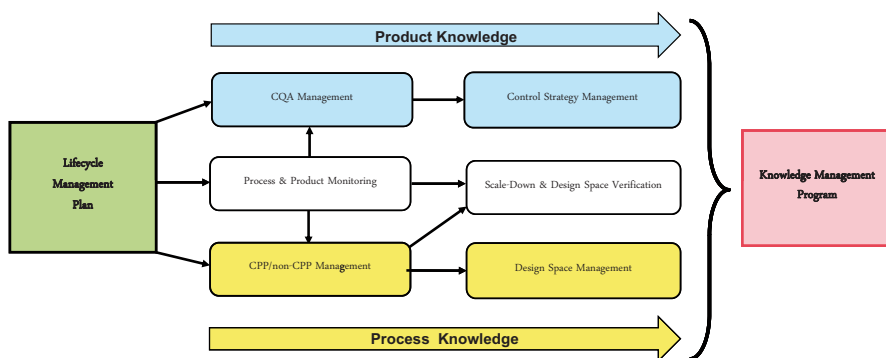 Product Knowledge
CQA Management
Control Strategy Management
Lifecycle
Management
Plan
Process & Product Monitoring
Scale-Down & Design Space Verification
Knowledge Management
Program
CPP/non-CPP Management
Design Space Management
Process Knowledge